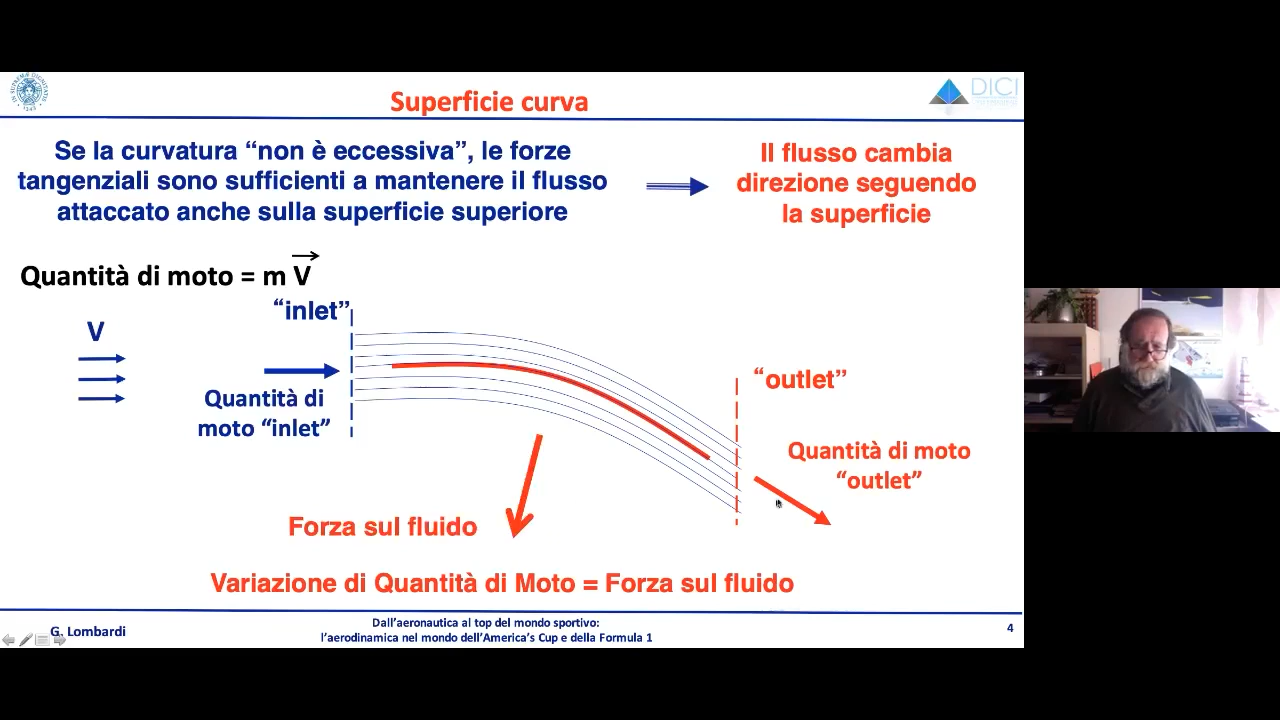 Superficie curva
DICI
Se la curvatura “non è eccessiva”, le forze
tangenziali sono sufficienti a mantenere il flusso
attaccato anche sulla superficie superiore
Il flusso cambia
direzione seguendo
la superficie
Quantità di moto = m V
“inlet”
V
Quantità di
moto “inlet”
“outlet”
Quantità di moto
“outlet”
Forza sul fluido
Variazione di Quantità di Moto = Forza sul fluido
G. Lombardi
Dall’aeronautica al top del mondo sportivo:
l’aerodinamica nel mondo dell’America’s Cup e della Formula 1
4